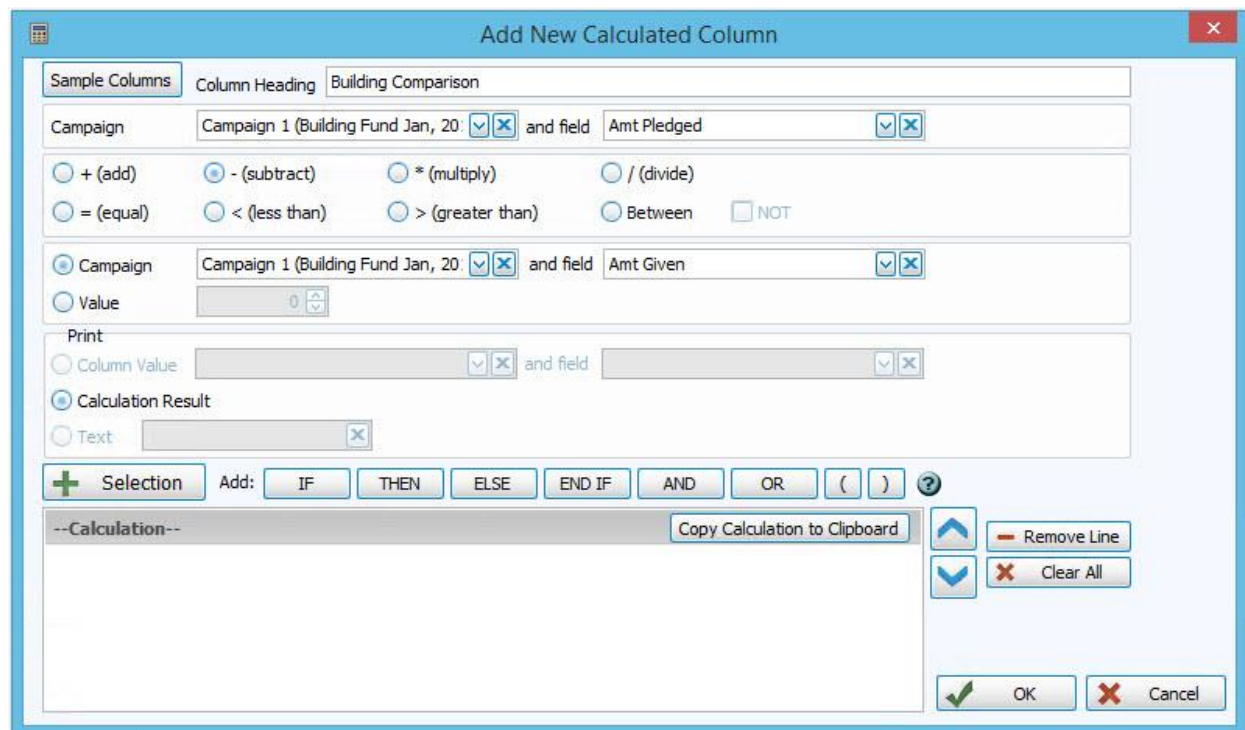 Add New Calculated Column
Sample Columns Column Heading Building Comparison
Campaign Campaign 1 (Building Fund Jan, 20 and field Amt Pledged
+ (add) - (subtract) * (multiply) / (divide)
= (equal) < (less than) > (greater than) Between NOT
Campaign Campaign 1 (Building Fund Jan, 20 and field Amt Given
Value 0
Print
Column Value and field
Calculation Result
Text
Selection Add: IF THEN ELSE END IF AND OR ( ) ?
--Calculation-- Copy Calculation to Clipboard
Remove Line
Clear All
OK Cancel